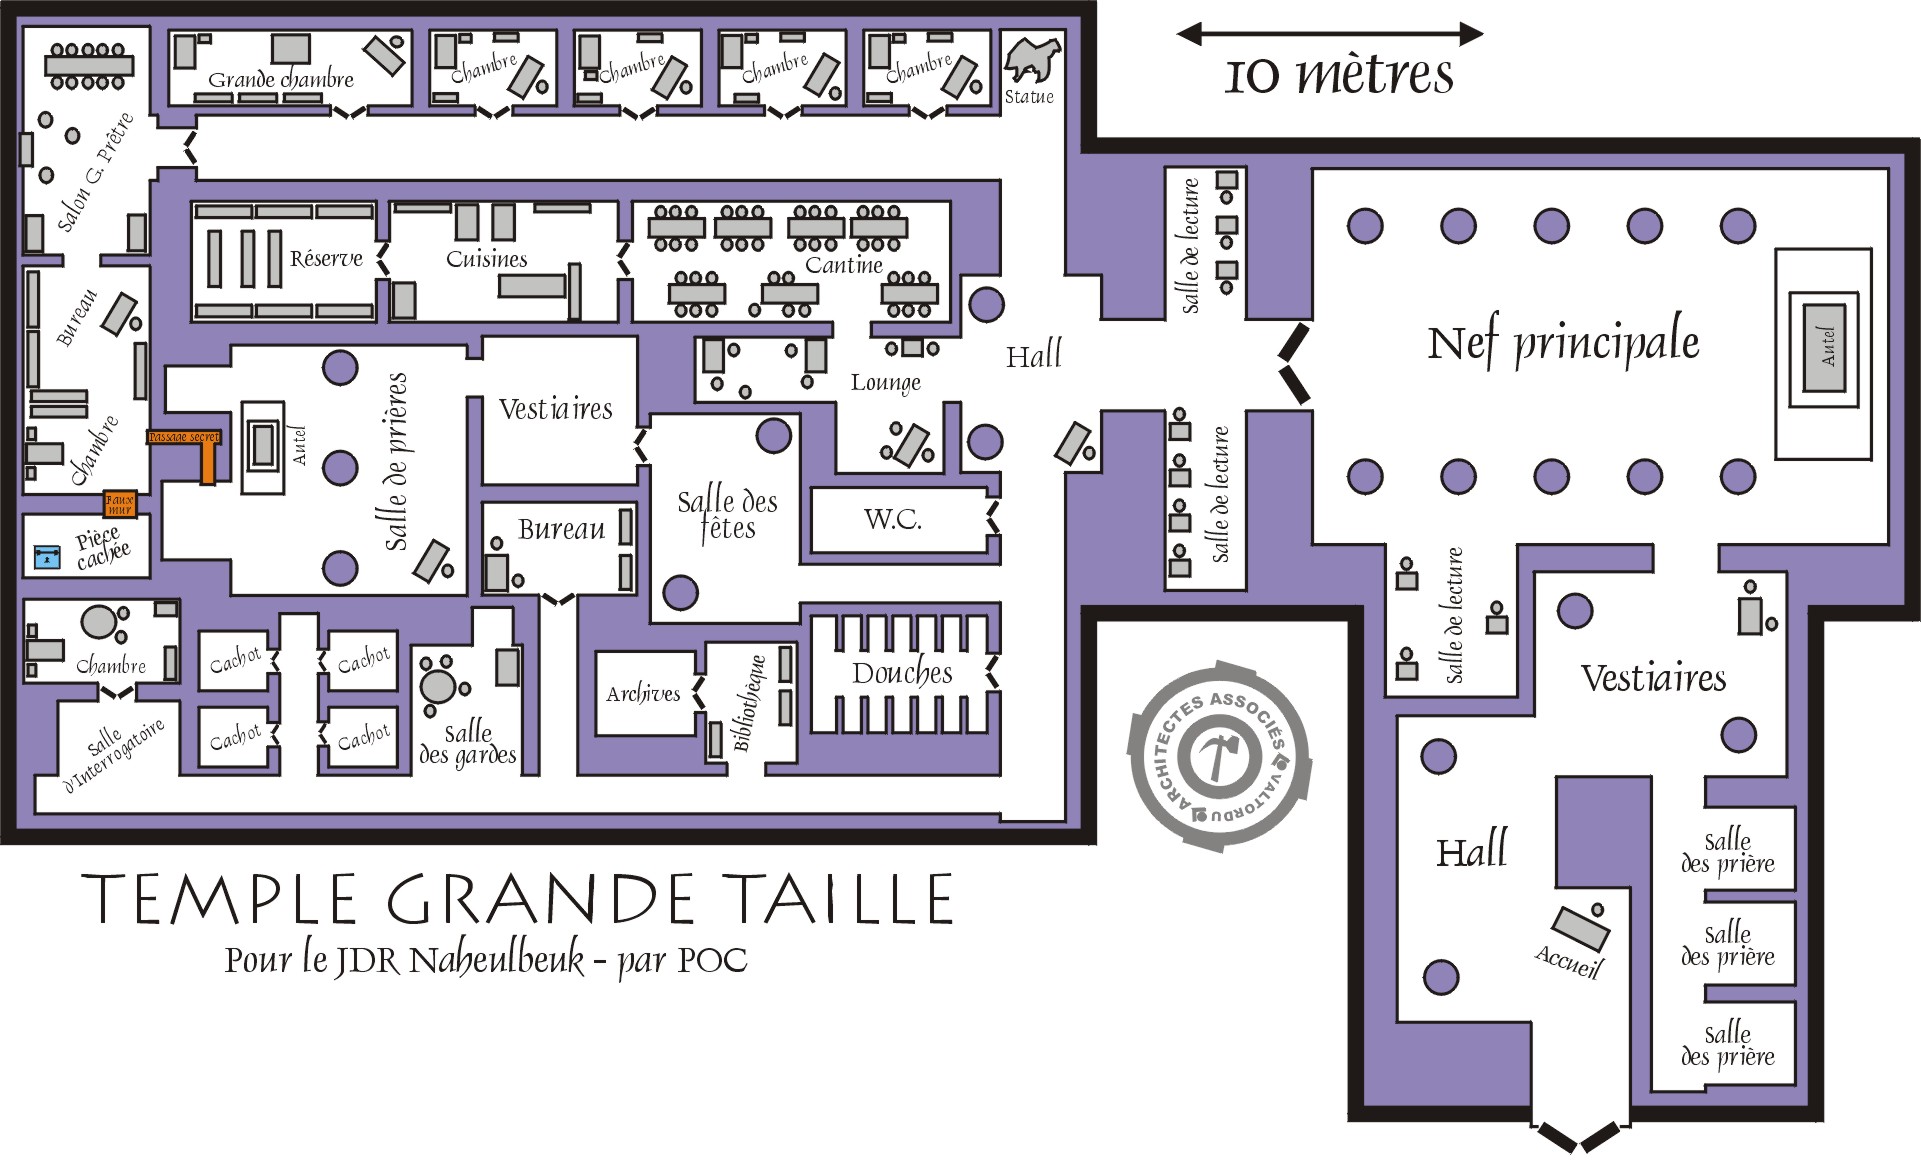 Grande chambre
Chambre
Chambre
Chambre
Chambre
Statue
10 mètres
Salon G. Prêtre
Salle de lecture
Réserve
Cuisines
Cantine
Bureau
Hall
Nef principale
Autel
Lounge
Vestiaires
Salle de prières
Autel
Passage secret
Chambre
Salle de lecture
Faux
mur
Salle des
fêtes
W.C.
Bureau
Pièce
cachée
Salle de lecture
Chambre
Cachot
Cachot
Archives
Bibliothèque
Douches
Vestiaires
Salle
d'Interrogatoire
Cachot
Cachot
Salle
des gardes
ARCHITECTES ASSOCIÉS
VALTORDU
Hall
Salle
des prière
Accueil
Salle
des prière
Salle
des prière
TEMPLE GRANDE TAILLE
Pour le JDR Naheulbeuk - par POC